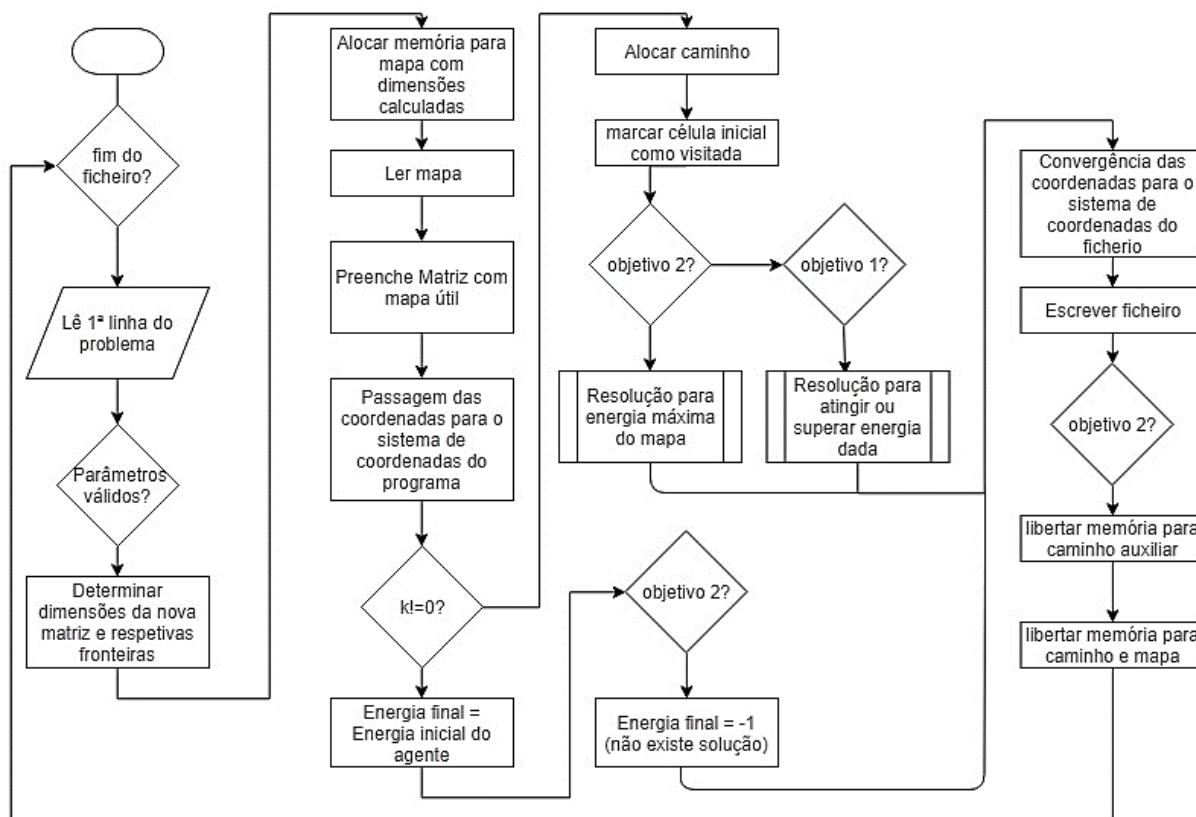 fim do
ficheiro?
Lê 1ª linha do
problema
Parâmetros
válidos?
Determinar
dimensões da nova
matriz e respetivas
fronteiras
Alocar memória para
mapa com
dimensões
calculadas
Ler mapa
Preenche Matriz com
mapa útil
Passagem das
coordenadas para o
sistema de
coordenadas do
programa
k!=0?
Energia final =
Energia inicial do
agente
Alocar caminho
marcar célula inicial
como visitada
objetivo 2?
objetivo 1?
Resolução para
energia máxima
do mapa
Resolução para
atingir ou
superar energia
dada
objetivo 2?
Energia final = -1
(não existe solução)
Convergência das
coordenadas para o
sistema de
coordenadas do
ficherio
Escrever ficheiro
objetivo 2?
libertar memória para
caminho auxiliar
libertar memória para
caminho e mapa